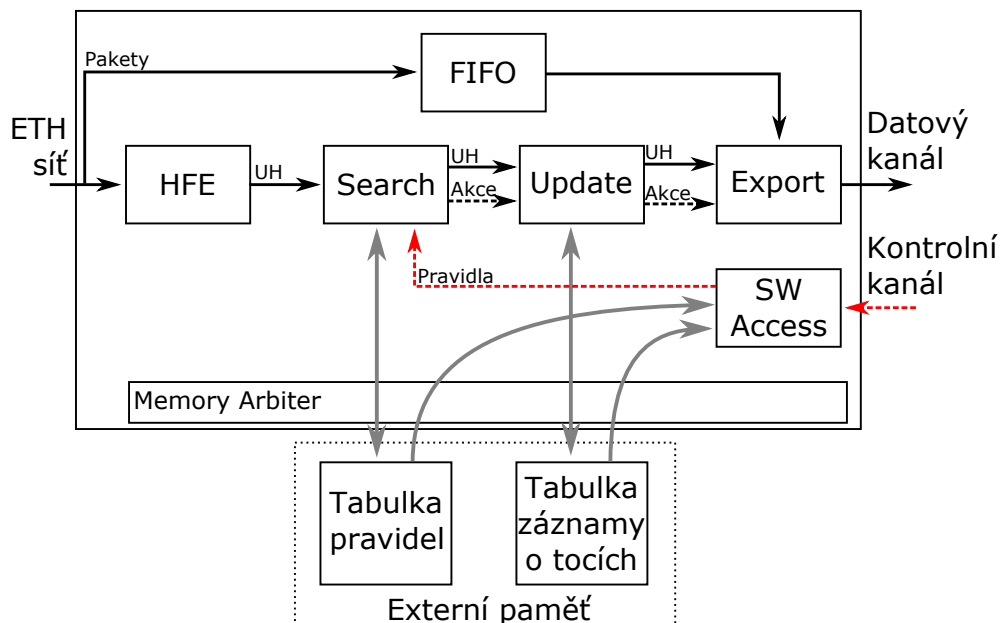 Pakety
FIFO
ETH
síť
Datový
kanál
HFE
UH
Search
UH
Akce
Update
UH
Akce
Export
Kontrolní
kanál
Pravidla
SW
Access
Memory Arbiter
Tabulka
pravidel
Tabulka
záznamy
o tocích
Externí paměť